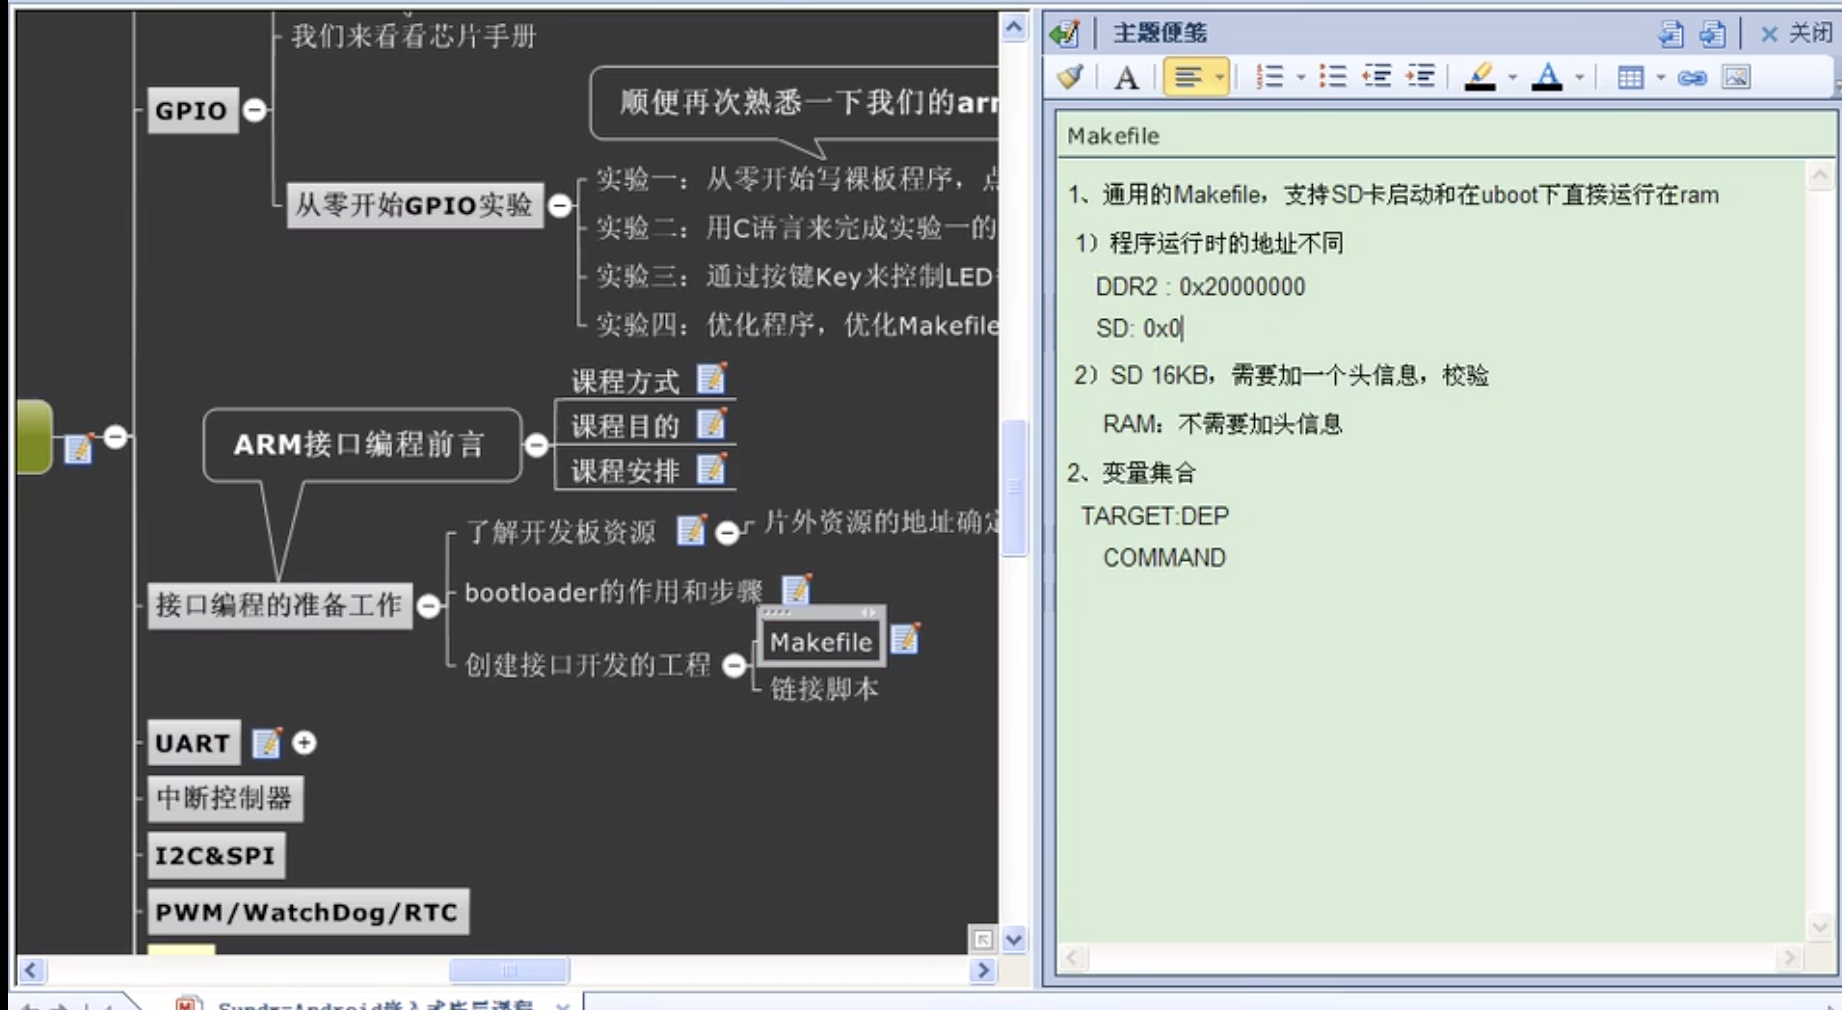 我们来看看芯片手册
GPIO
顺便再次熟悉一下我们的arm
从零开始GPIO实验
实验一：从零开始写裸板程序，点
实验二：用C语言来完成实验一的
实验三：通过按键Key来控制LED
实验四：优化程序，优化Makefile
ARM接口编程前言
课程方式
课程目的
课程安排
接口编程的准备工作
了解开发板资源
片外资源的地址确定
bootloader的作用和步骤
创建接口开发的工程
Makefile
链接脚本
UART
中断控制器
I2C&SPI
PWM/WatchDog/RTC
主题便笺
关闭
Makefile
1、通用的Makefile，支持SD卡启动和在uboot下直接运行在ram
1）程序运行时的地址不同
DDR2 : 0x20000000
SD: 0x0
2）SD 16KB，需要加一个头信息，校验
RAM：不需要加头信息
2、变量集合
TARGET:DEP
COMMAND